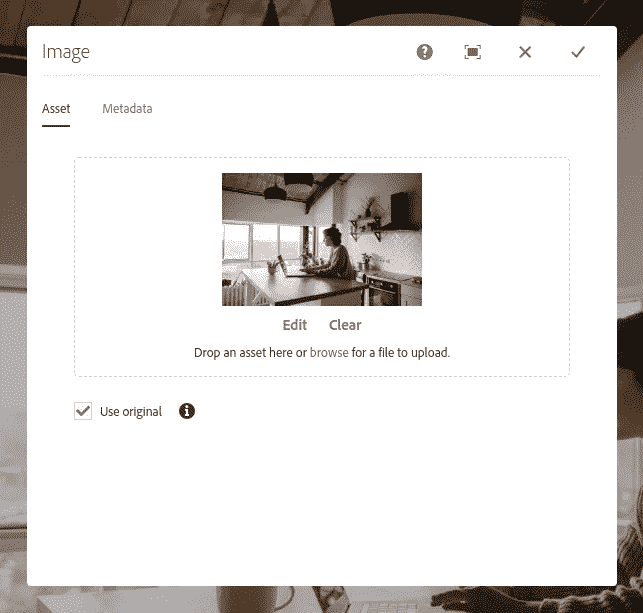 Image
Asset Metadata
Edit Clear
Drop an asset here or browse for a file to upload.
Use original